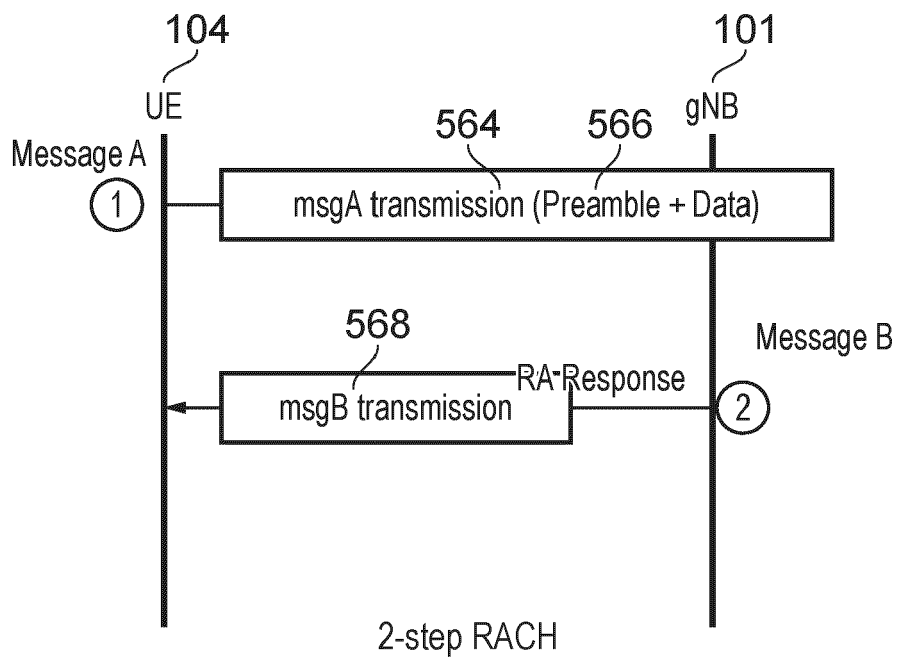 104
101
UE
gNB
564
566
Message A
1
msgA transmission (Preamble + Data)
568
Message B
RA Response
msgB transmission
2
2-step RACH